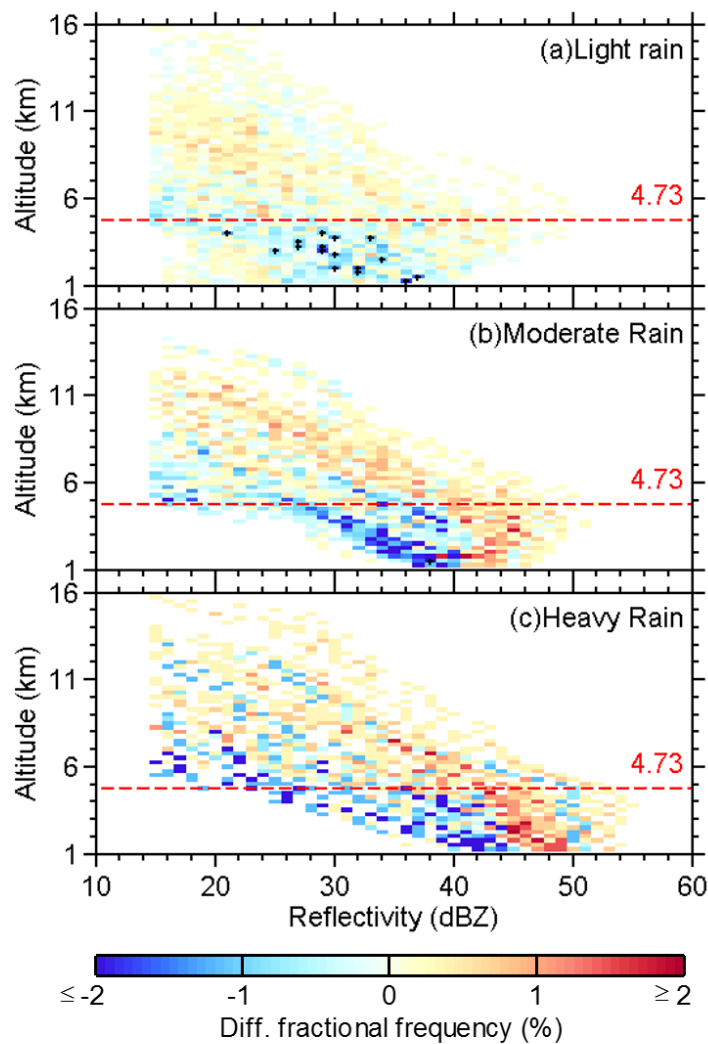 16
(a)Light rain
11
Altitude (km)
6
4.73
1
16
(b)Moderate Rain
11
Altitude (km)
6
4.73
1
16
(c)Heavy Rain
11
Altitude (km)
6
4.73
1
10 20 30 40 50 60
Reflectivity (dBZ)
≤ -2 -1 0 1 ≥ 2
Diff. fractional frequency (%)